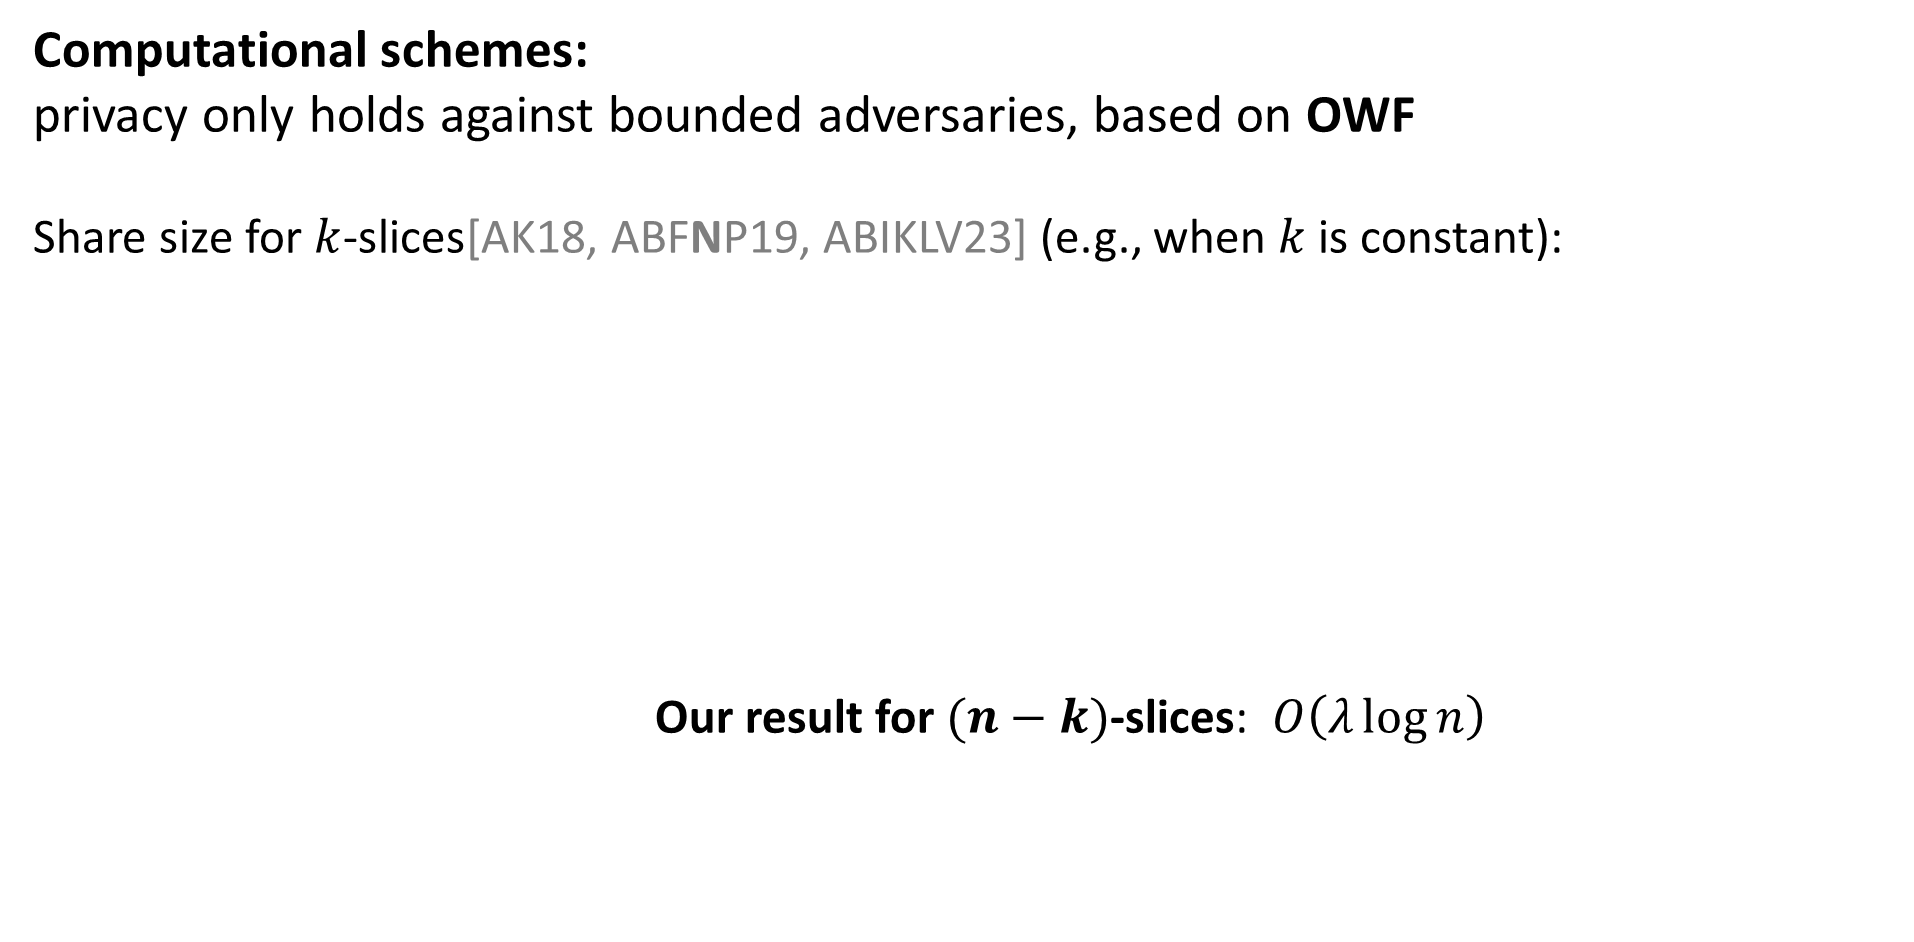 Computational schemes:
privacy only holds against bounded adversaries, based on OWF
Share size for k-slices[AK18, ABFNP19, ABIKLV23] (e.g., when k is constant):
Our result for (n − k)-slices: O(λ log n)